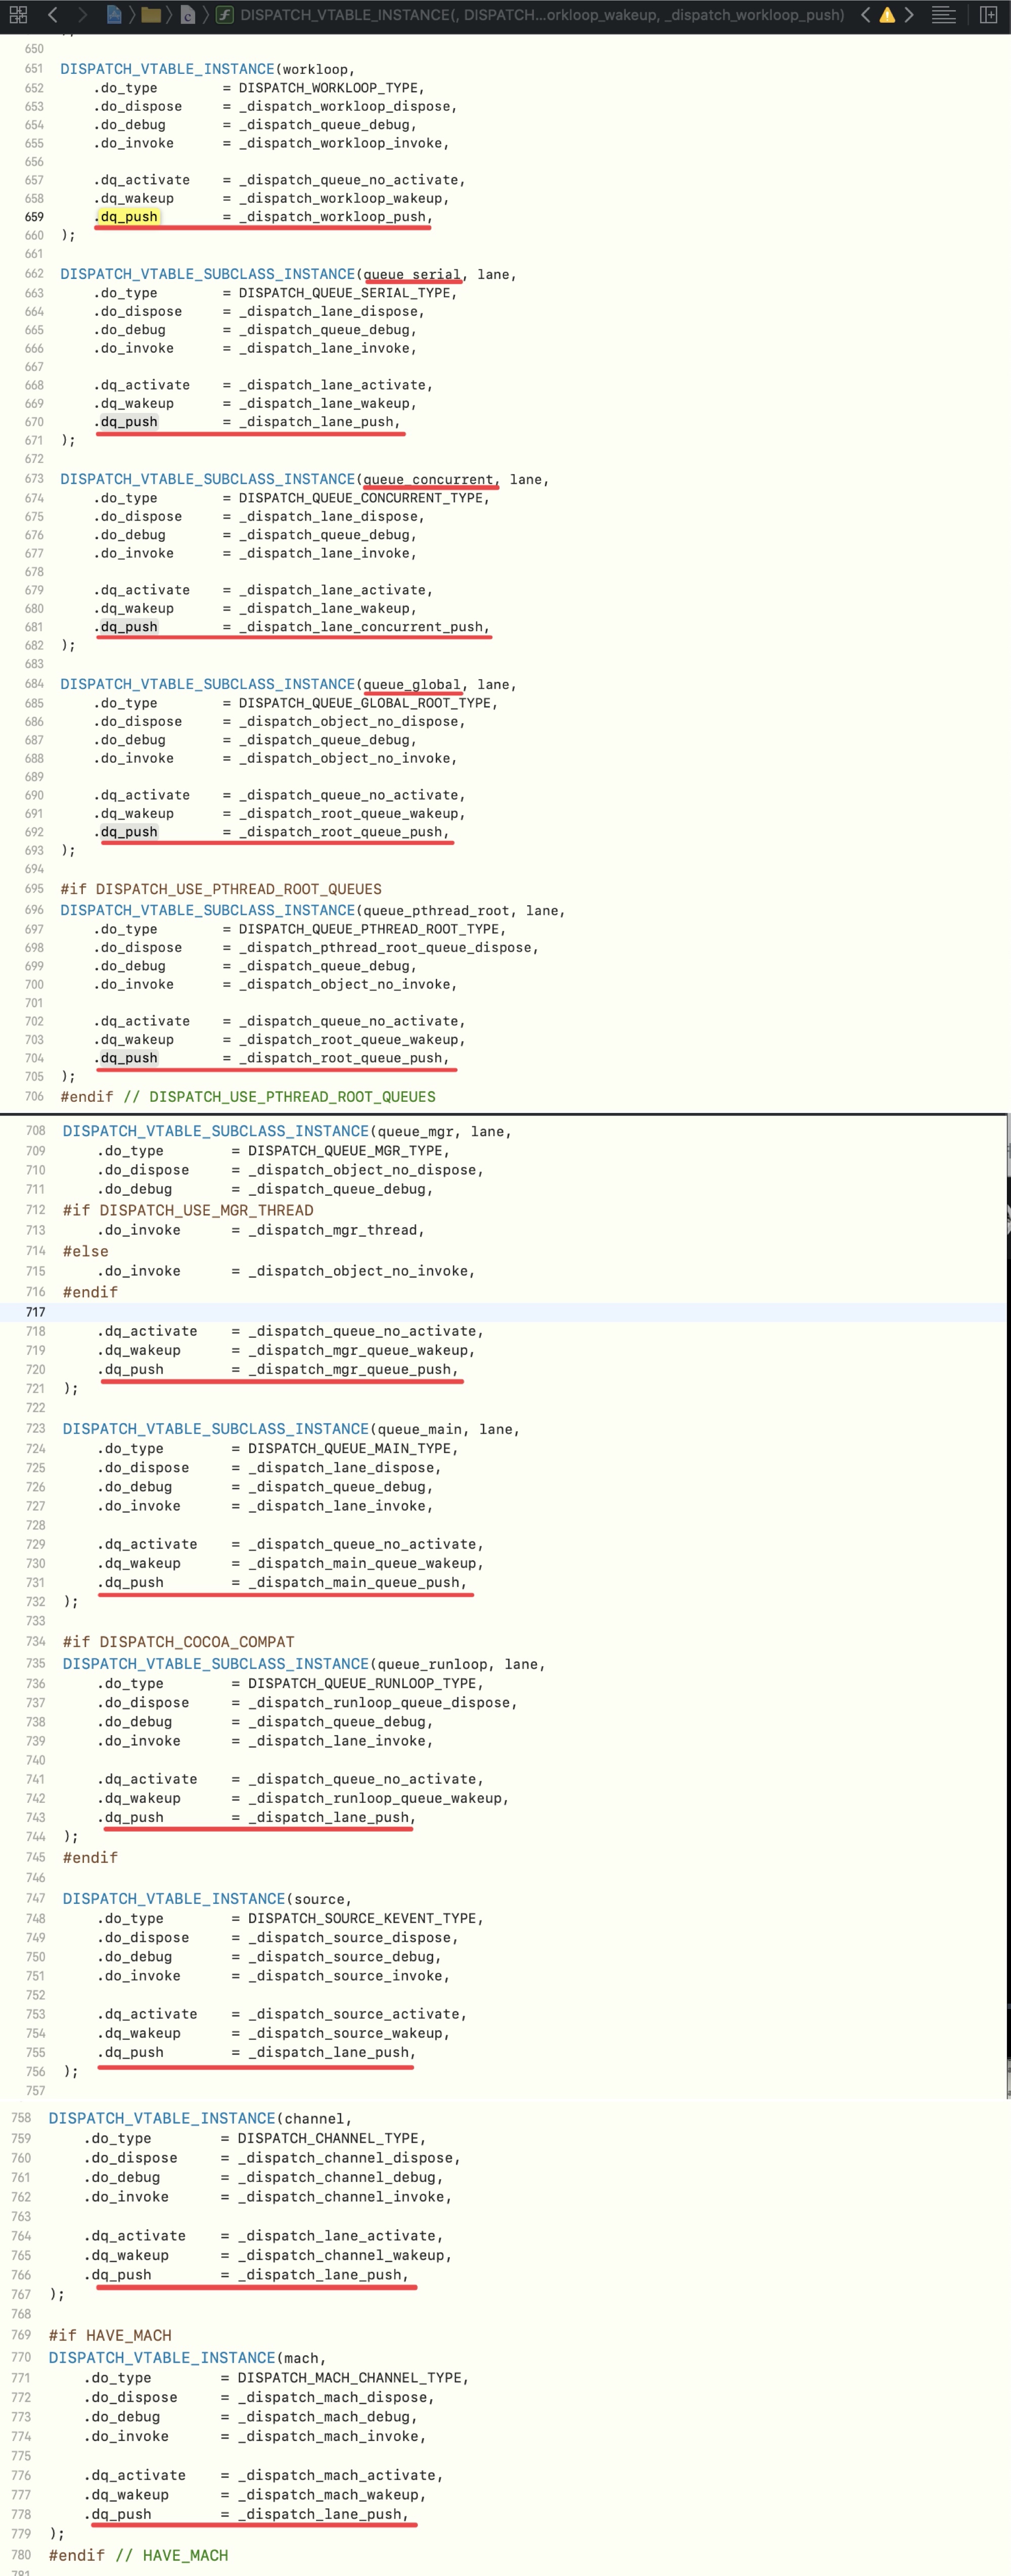 DISPATCH_VTABLE_INSTANCE(, DISPATCH...orkloop_wakeup, _dispatch_workloop_push)
650
651 DISPATCH_VTABLE_INSTANCE(workloop,
652 .do_type = DISPATCH_WORKLOOP_TYPE,
653 .do_dispose = _dispatch_workloop_dispose,
654 .do_debug = _dispatch_queue_debug,
655 .do_invoke = _dispatch_workloop_invoke,
656
657 .dq_activate = _dispatch_queue_no_activate,
658 .dq_wakeup = _dispatch_workloop_wakeup,
659 .dq_push = _dispatch_workloop_push,
660 );
661
662 DISPATCH_VTABLE_SUBCLASS_INSTANCE(queue_serial, lane,
663 .do_type = DISPATCH_QUEUE_SERIAL_TYPE,
664 .do_dispose = _dispatch_lane_dispose,
665 .do_debug = _dispatch_queue_debug,
666 .do_invoke = _dispatch_lane_invoke,
667
668 .dq_activate = _dispatch_lane_activate,
669 .dq_wakeup = _dispatch_lane_wakeup,
670 .dq_push = _dispatch_lane_push,
671 );
672
673 DISPATCH_VTABLE_SUBCLASS_INSTANCE(queue_concurrent, lane,
674 .do_type = DISPATCH_QUEUE_CONCURRENT_TYPE,
675 .do_dispose = _dispatch_lane_dispose,
676 .do_debug = _dispatch_queue_debug,
677 .do_invoke = _dispatch_lane_invoke,
678
679 .dq_activate = _dispatch_lane_activate,
680 .dq_wakeup = _dispatch_lane_wakeup,
681 .dq_push = _dispatch_lane_concurrent_push,
682 );
683
684 DISPATCH_VTABLE_SUBCLASS_INSTANCE(queue_global, lane,
685 .do_type = DISPATCH_QUEUE_GLOBAL_ROOT_TYPE,
686 .do_dispose = _dispatch_object_no_dispose,
687 .do_debug = _dispatch_queue_debug,
688 .do_invoke = _dispatch_object_no_invoke,
689
690 .dq_activate = _dispatch_queue_no_activate,
691 .dq_wakeup = _dispatch_root_queue_wakeup,
692 .dq_push = _dispatch_root_queue_push,
693 );
694
695 #if DISPATCH_USE_PTHREAD_ROOT_QUEUES
696 DISPATCH_VTABLE_SUBCLASS_INSTANCE(queue_pthread_root, lane,
697 .do_type = DISPATCH_QUEUE_PTHREAD_ROOT_TYPE,
698 .do_dispose = _dispatch_pthread_root_queue_dispose,
699 .do_debug = _dispatch_queue_debug,
700 .do_invoke = _dispatch_object_no_invoke,
701
702 .dq_activate = _dispatch_queue_no_activate,
703 .dq_wakeup = _dispatch_root_queue_wakeup,
704 .dq_push = _dispatch_root_queue_push,
705 );
706 #endif // DISPATCH_USE_PTHREAD_ROOT_QUEUES
708 DISPATCH_VTABLE_SUBCLASS_INSTANCE(queue_mgr, lane,
709 .do_type = DISPATCH_QUEUE_MGR_TYPE,
710 .do_dispose = _dispatch_object_no_dispose,
711 .do_debug = _dispatch_queue_debug,
712 #if DISPATCH_USE_MGR_THREAD
713 .do_invoke = _dispatch_mgr_thread,
714 #else
715 .do_invoke = _dispatch_object_no_invoke,
716 #endif
717
718 .dq_activate = _dispatch_queue_no_activate,
719 .dq_wakeup = _dispatch_mgr_queue_wakeup,
720 .dq_push = _dispatch_mgr_queue_push,
721 );
722
723 DISPATCH_VTABLE_SUBCLASS_INSTANCE(queue_main, lane,
724 .do_type = DISPATCH_QUEUE_MAIN_TYPE,
725 .do_dispose = _dispatch_lane_dispose,
726 .do_debug = _dispatch_queue_debug,
727 .do_invoke = _dispatch_lane_invoke,
728
729 .dq_activate = _dispatch_queue_no_activate,
730 .dq_wakeup = _dispatch_main_queue_wakeup,
731 .dq_push = _dispatch_main_queue_push,
732 );
733
734 #if DISPATCH_COCOA_COMPAT
735 DISPATCH_VTABLE_SUBCLASS_INSTANCE(queue_runloop, lane,
736 .do_type = DISPATCH_QUEUE_RUNLOOP_TYPE,
737 .do_dispose = _dispatch_runloop_queue_dispose,
738 .do_debug = _dispatch_queue_debug,
739 .do_invoke = _dispatch_lane_invoke,
740
741 .dq_activate = _dispatch_queue_no_activate,
742 .dq_wakeup = _dispatch_runloop_queue_wakeup,
743 .dq_push = _dispatch_lane_push,
744 );
745 #endif
746
747 DISPATCH_VTABLE_INSTANCE(source,
748 .do_type = DISPATCH_SOURCE_KEVENT_TYPE,
749 .do_dispose = _dispatch_source_dispose,
750 .do_debug = _dispatch_source_debug,
751 .do_invoke = _dispatch_source_invoke,
752
753 .dq_activate = _dispatch_source_activate,
754 .dq_wakeup = _dispatch_source_wakeup,
755 .dq_push = _dispatch_lane_push,
756 );
757
758 DISPATCH_VTABLE_INSTANCE(channel,
759 .do_type = DISPATCH_CHANNEL_TYPE,
760 .do_dispose = _dispatch_channel_dispose,
761 .do_debug = _dispatch_channel_debug,
762 .do_invoke = _dispatch_channel_invoke,
763
764 .dq_activate = _dispatch_lane_activate,
765 .dq_wakeup = _dispatch_channel_wakeup,
766 .dq_push = _dispatch_lane_push,
767 );
768
769 #if HAVE_MACH
770 DISPATCH_VTABLE_INSTANCE(mach,
771 .do_type = DISPATCH_MACH_CHANNEL_TYPE,
772 .do_dispose = _dispatch_mach_dispose,
773 .do_debug = _dispatch_mach_debug,
774 .do_invoke = _dispatch_mach_invoke,
775
776 .dq_activate = _dispatch_mach_activate,
777 .dq_wakeup = _dispatch_mach_wakeup,
778 .dq_push = _dispatch_lane_push,
779 );
780 #endif // HAVE_MACH
781